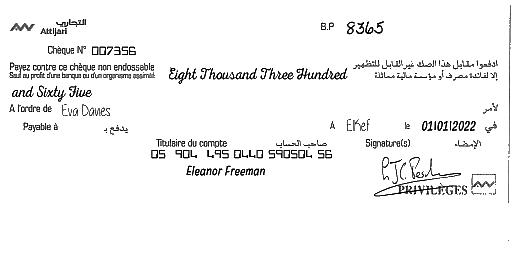 التجاري
Attijari
B.P 8365
Chèque N° 007356
Payez contre ce chèque non endossable
Sauf au profit d'une banque ou d'un organisme assimilé
Eight Thousand Three Hundred
ادفعوا مقابل هذا الصك غير القابل للتظهير
إلا لفائدة مصرف أو مؤسسة مالية مماثلة
and Sixty Five
A l'ordre de Eva Davies لأمر
Payable à يدفع بـ A ElKef le 01/01/2022 في
Titulaire du compte صاحب الحساب Signature(s) الإمضاء
05 904 495 0440 590504 56
Eleanor Freeman
PRIVILÈGES